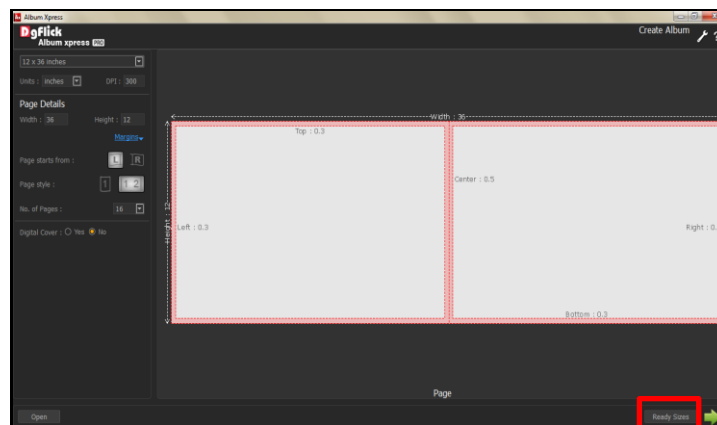 Album Xpress
DgFlick
Album xpress PRO
Create Album
12 x 36 inches
Units : inches
DPI : 300
Page Details
Width : 36
Height : 12
Margins
Page starts from :
L
R
Page style :
1
1 2
No. of Pages :
16
Digital Cover : Yes No
Width : 36
Height : 12
Top : 0.3
Center : 0.5
Left : 0.3
Right : 0.
Bottom : 0.3
Page
Open
Ready Sizes